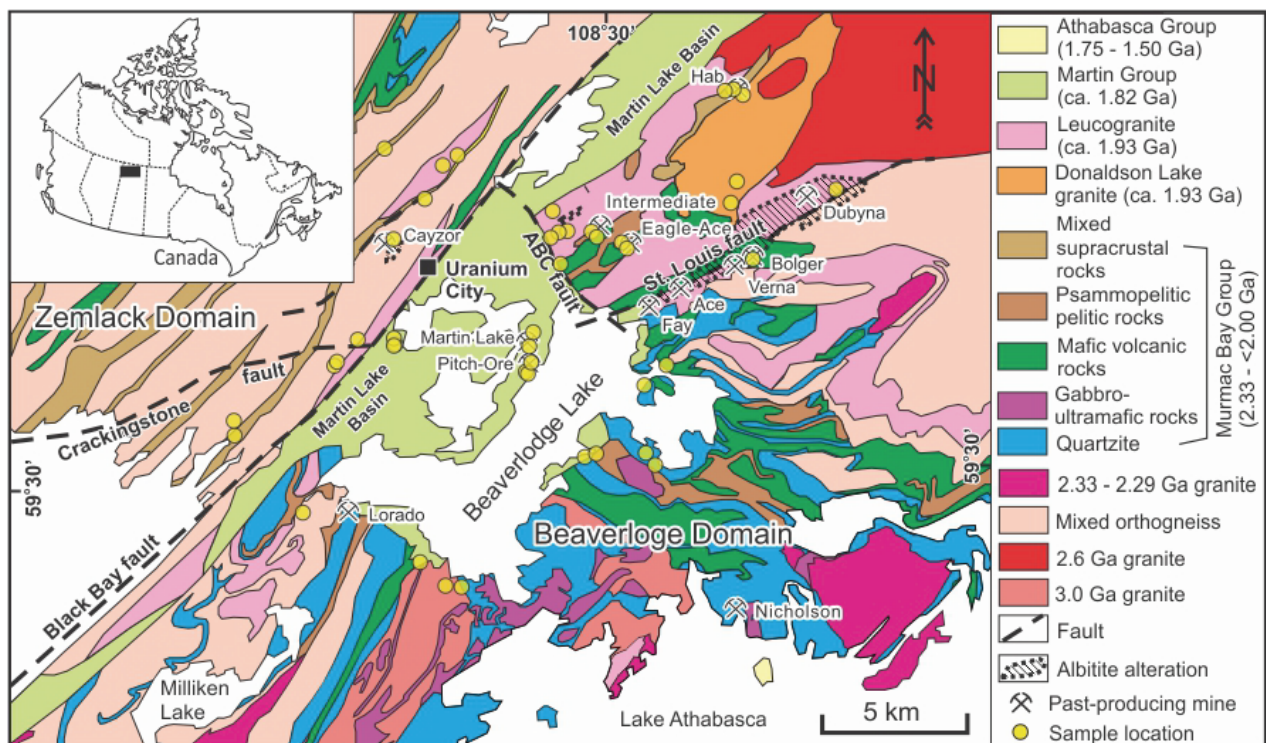 Canada
108°30'
Martin Lake Basin
Hab
N
Intermediate
Eagle-Ace
Dubyna
Cayzor
Uranium
City
ABC fault
St. Louis fault
Bolger
Verna
Ace
Fay
Zemlack Domain
Martin Lake
Pitch-Ore
Crackingstone
fault
Martin Lake
Basin
Beaverlodge Lake
59°30'
59°30'
Lorado
Beaverloge Domain
Black Bay fault
Nicholson
Milliken
Lake
Lake Athabasca
5 km
Athabasca Group
(1.75 - 1.50 Ga)
Martin Group
(ca. 1.82 Ga)
Leucogranite
(ca. 1.93 Ga)
Donaldson Lake
granite (ca. 1.93 Ga)
Mixed
supracrustal
rocks
Psammopelitic
pelitic rocks
Mafic volcanic
rocks
Gabbro-
ultramafic rocks
Quartzite
Murmac Bay Group
(2.33 - <2.00 Ga)
2.33 - 2.29 Ga granite
Mixed orthogneiss
2.6 Ga granite
3.0 Ga granite
Fault
Albitite alteration
Past-producing mine
Sample location